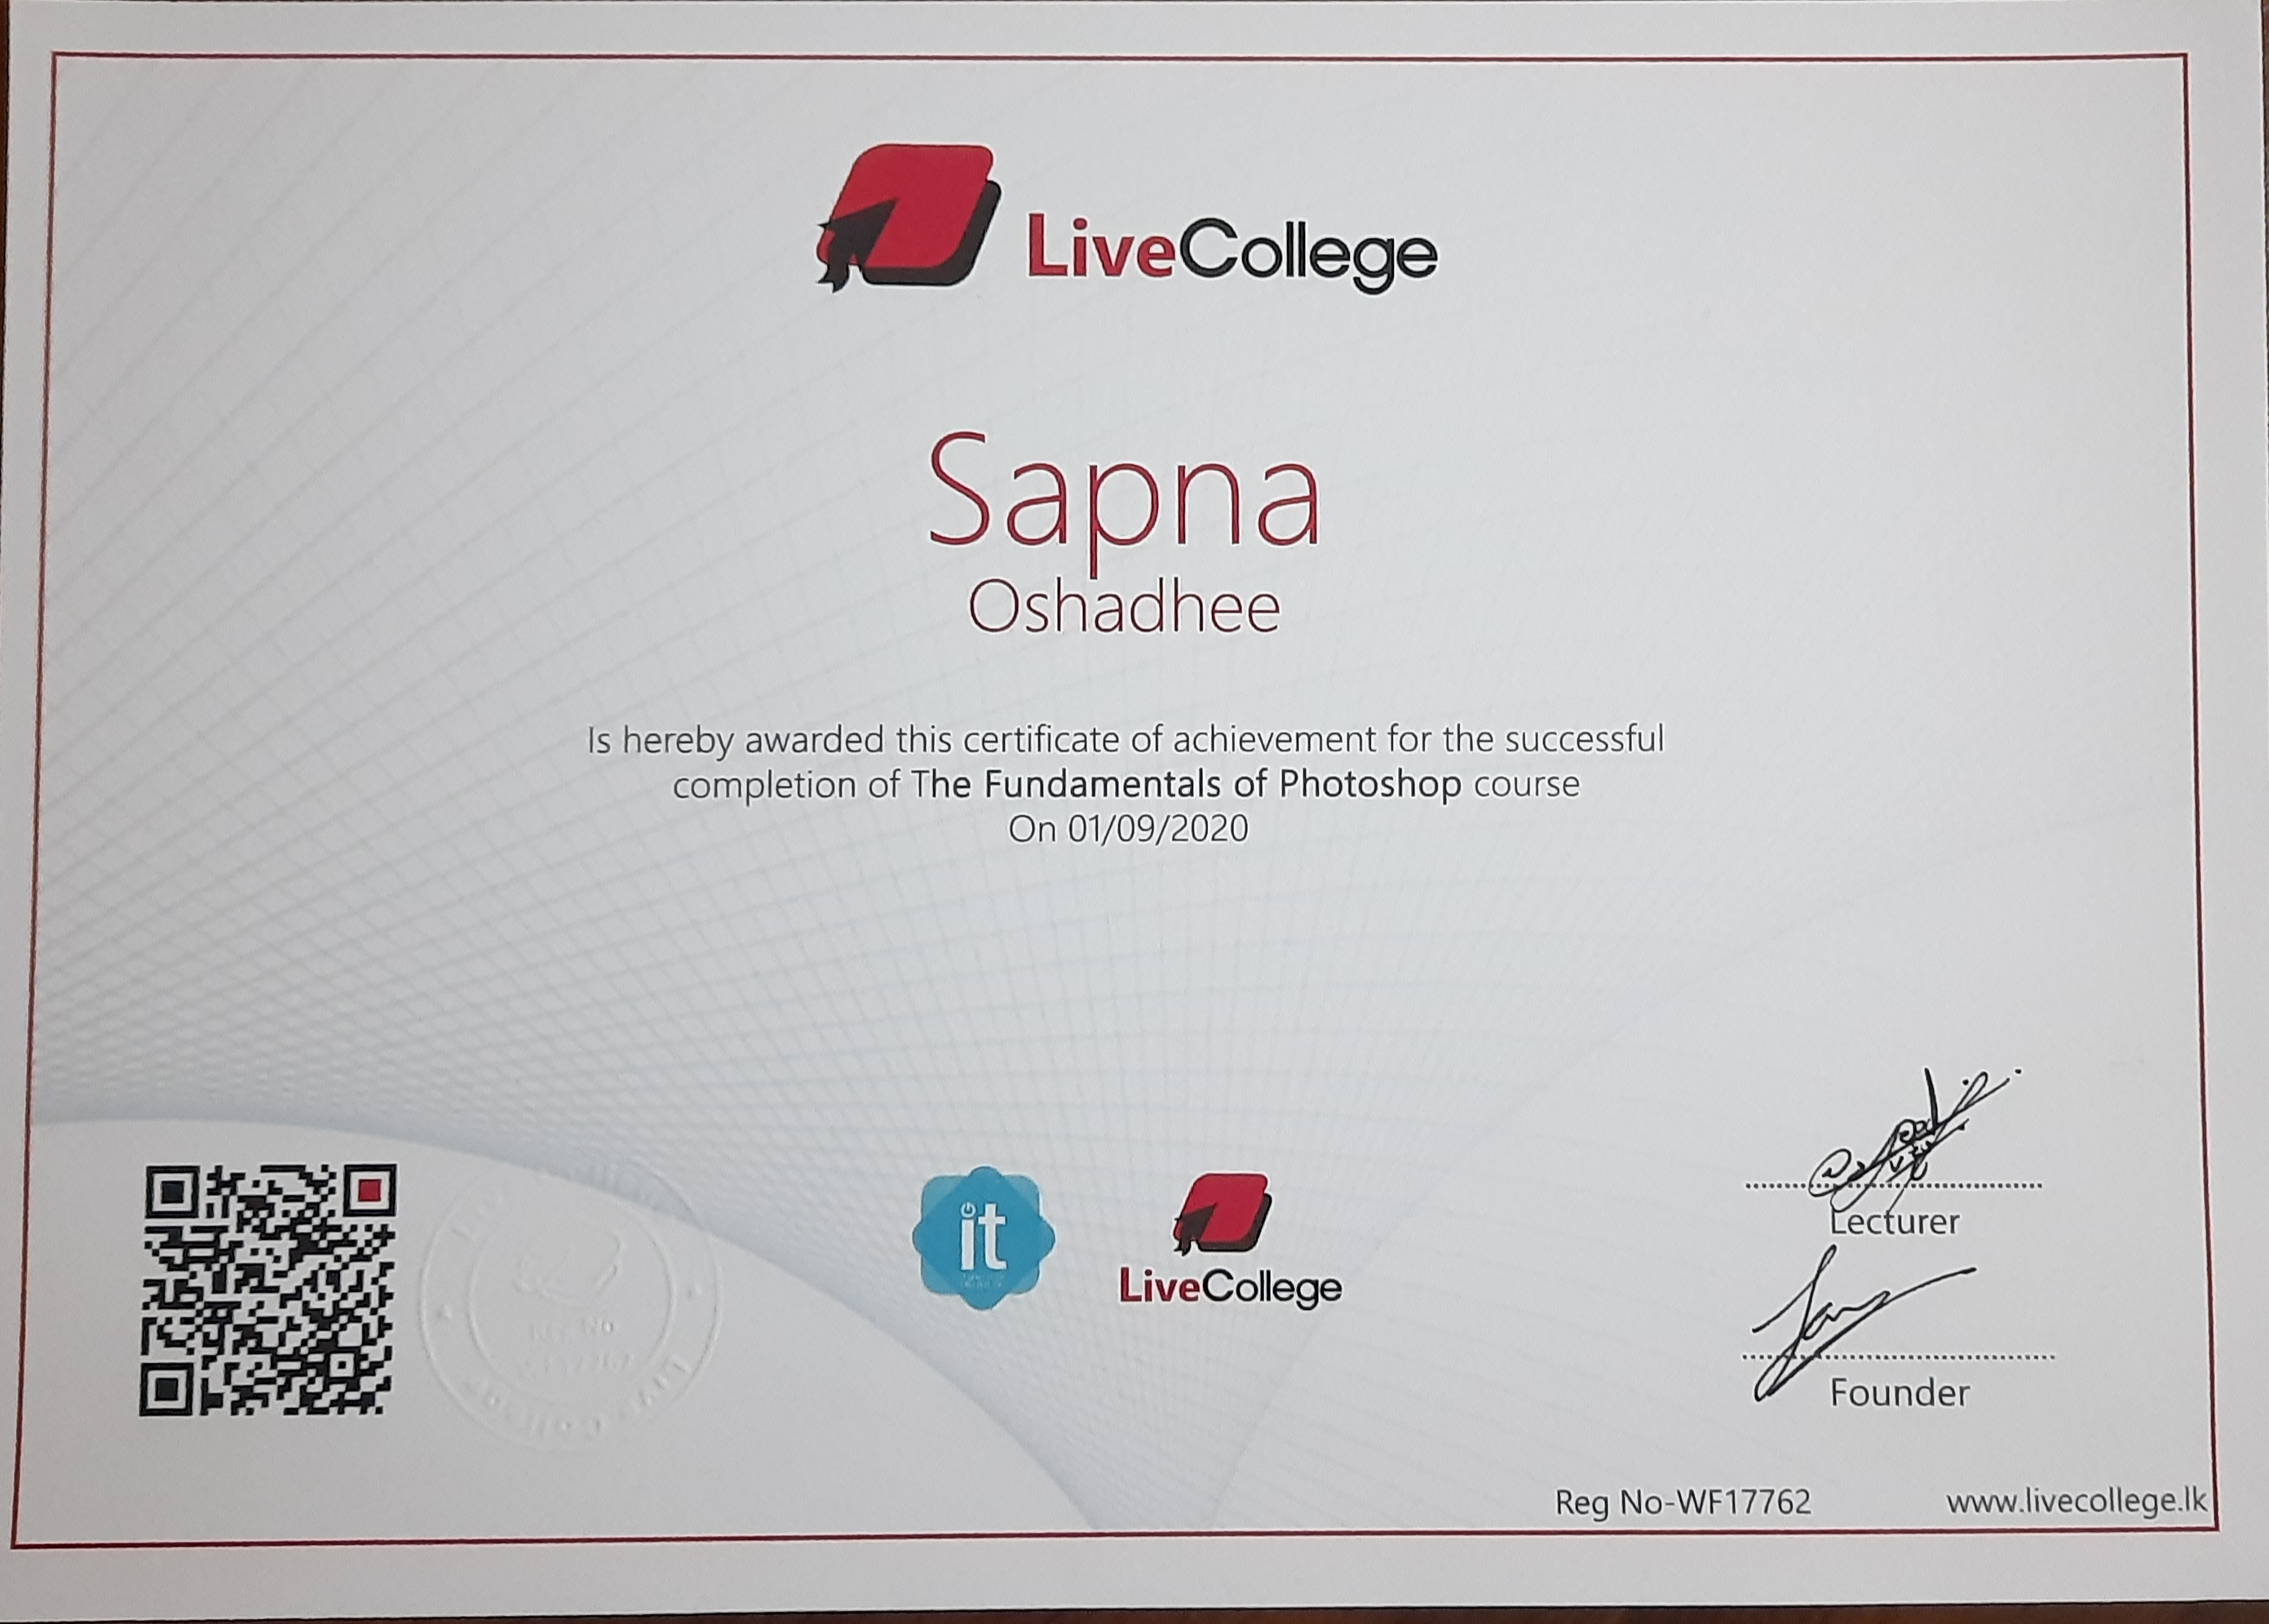 LiveCollege
Sapna
Oshadhee
Is hereby awarded this certificate of achievement for the successful
completion of The Fundamentals of Photoshop course
On 01/09/2020
it
LiveCollege
Lecturer
Founder
Reg No-WF17762
www.livecollege.lk